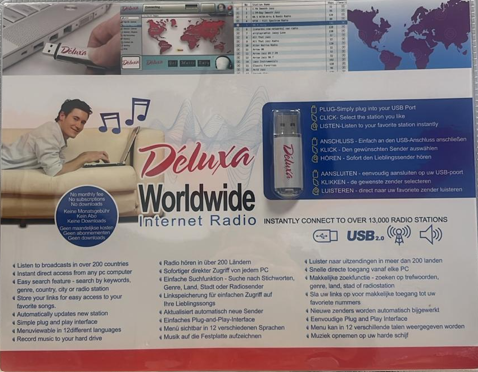 Déluxa
Déluxa
Worldwide
Internet Radio
No monthly fee
No subscriptions
No downloads
Keine Monatsgebühr
Kein Abo
Keine Downloads
Geen maandelijkse kosten
Geen abonnementen
Geen downloads
Déluxa
PLUG-Simply plug into your USB Port
CLICK- Select the station you like
LISTEN-Listen to your favorite station instantly
ANSCHLUSS - Einfach an den USB-Anschluss anschließen
KLICK - Den gewünschten Sender auswählen
HÖREN - Sofort den Lieblingssender hören
AANSLUITEN - eenvoudig aansluiten op uw USB-poort
KLIKKEN - de gewenste zender selecteren
LUISTEREN - direct naar uw favoriete zender luisteren
INSTANTLY CONNECT TO OVER 13,000 RADIO STATIONS
USB 2.0
Listen to broadcasts in over 200 countries
Instant direct access from any pc computer
Easy search feature - search by keywords,
genre, country, city or radio station
Store your links for easy access to your
favorite songs.
Automatically updates new station
Simple plug and play interface
Menuviewable in 12different languages
Record music to your hard drive
Radio hören in über 200 Ländern
Sofortiger direkter Zugriff von jedem PC
Einfache Suchfunktion - Suche nach Stichworten,
Genre, Land, Stadt oder Radiosender
Linkspeicherung für einfachen Zugriff auf
Ihre Lieblingssongs
Aktualisiert automatisch neue Sender
Einfaches Plug-and-Play-Interface
Menü sichtbar in 12 verschiedenen Sprachen
Musik auf die Festplatte aufzeichnen
Luister naar uitzendingen in meer dan 200 landen
Snelle directe toegang vanaf elke PC
Makkelijke zoekfunctie - zoeken op trefwoorden,
genre, land, stad of radiostation
Sla uw links op voor makkelijke toegang tot uw
favoriete nummers
Nieuwe zenders worden automatisch bijgewerkt
Eenvoudige Plug and Play Interface
Menu kan in 12 verschillende talen weergegeven worden
Muziek opnemen op uw harde schijf